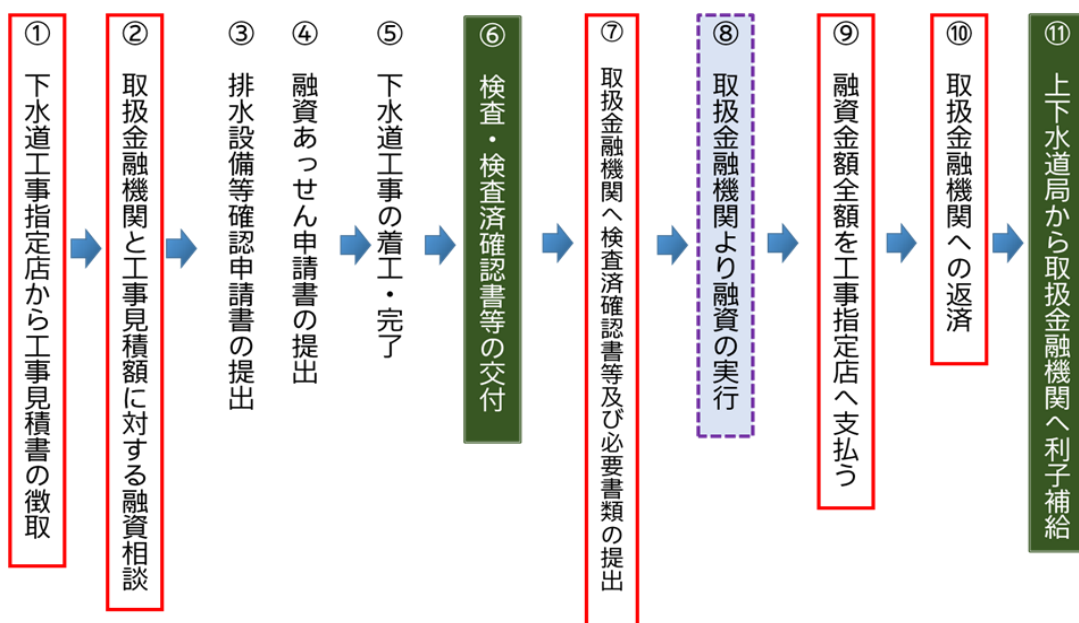 ① 下水道工事指定店から工事見積書の徴取
② 取扱金融機関と工事見積額に対する融資相談
③ 排水設備等確認申請書の提出
④ 融資あっせん申請書の提出
⑤ 下水道工事の着工・完了
⑥ 検査・検査済確認書等の交付
⑦ 取扱金融機関へ検査済確認書等及び必要書類の提出
⑧ 取扱金融機関より融資の実行
⑨ 融資金額全額を工事指定店へ支払う
⑩ 取扱金融機関への返済
⑪ 上下水道局から取扱金融機関へ利子補給